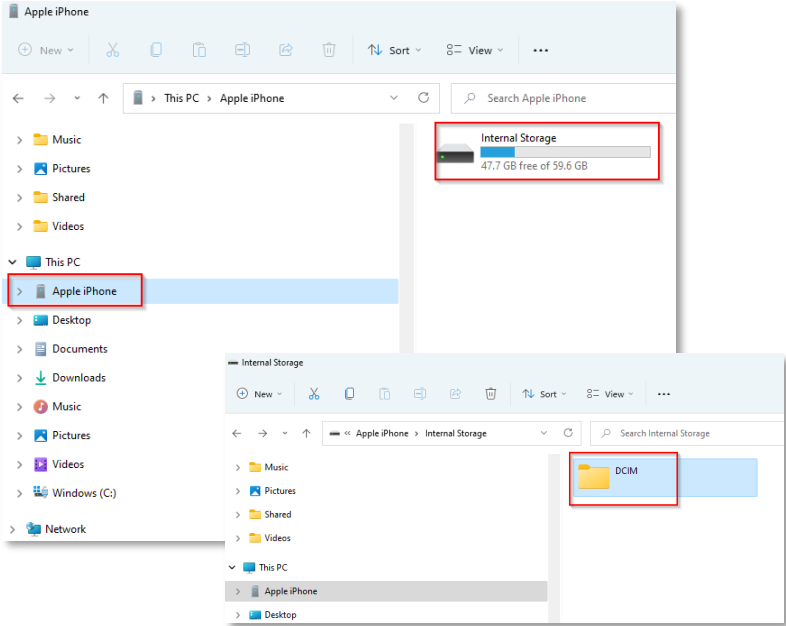 Apple iPhone
New
Sort
View
This PC > Apple iPhone
Search Apple iPhone
Music
Pictures
Shared
Videos
This PC
Apple iPhone
Desktop
Documents
Downloads
Music
Pictures
Videos
Windows (C:)
Network
Internal Storage
47.7 GB free of 59.6 GB
Internal Storage
New
Sort
View
« Apple iPhone > Internal Storage
Search Internal Storage
Music
Pictures
Shared
Videos
This PC
Apple iPhone
Desktop
DCIM